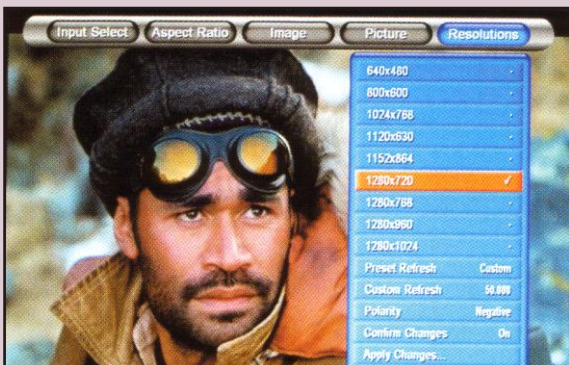 Input Select Aspect Ratio Image Picture Resolutions
640x480
800x600
1024x768
1120x630
1152x864
1280x720 ✓
1280x768
1280x960
1280x1024
Preset Refresh Custom
Custom Refresh 50.000
Polarity Negative
Confirm Changes On
Apply Changes...